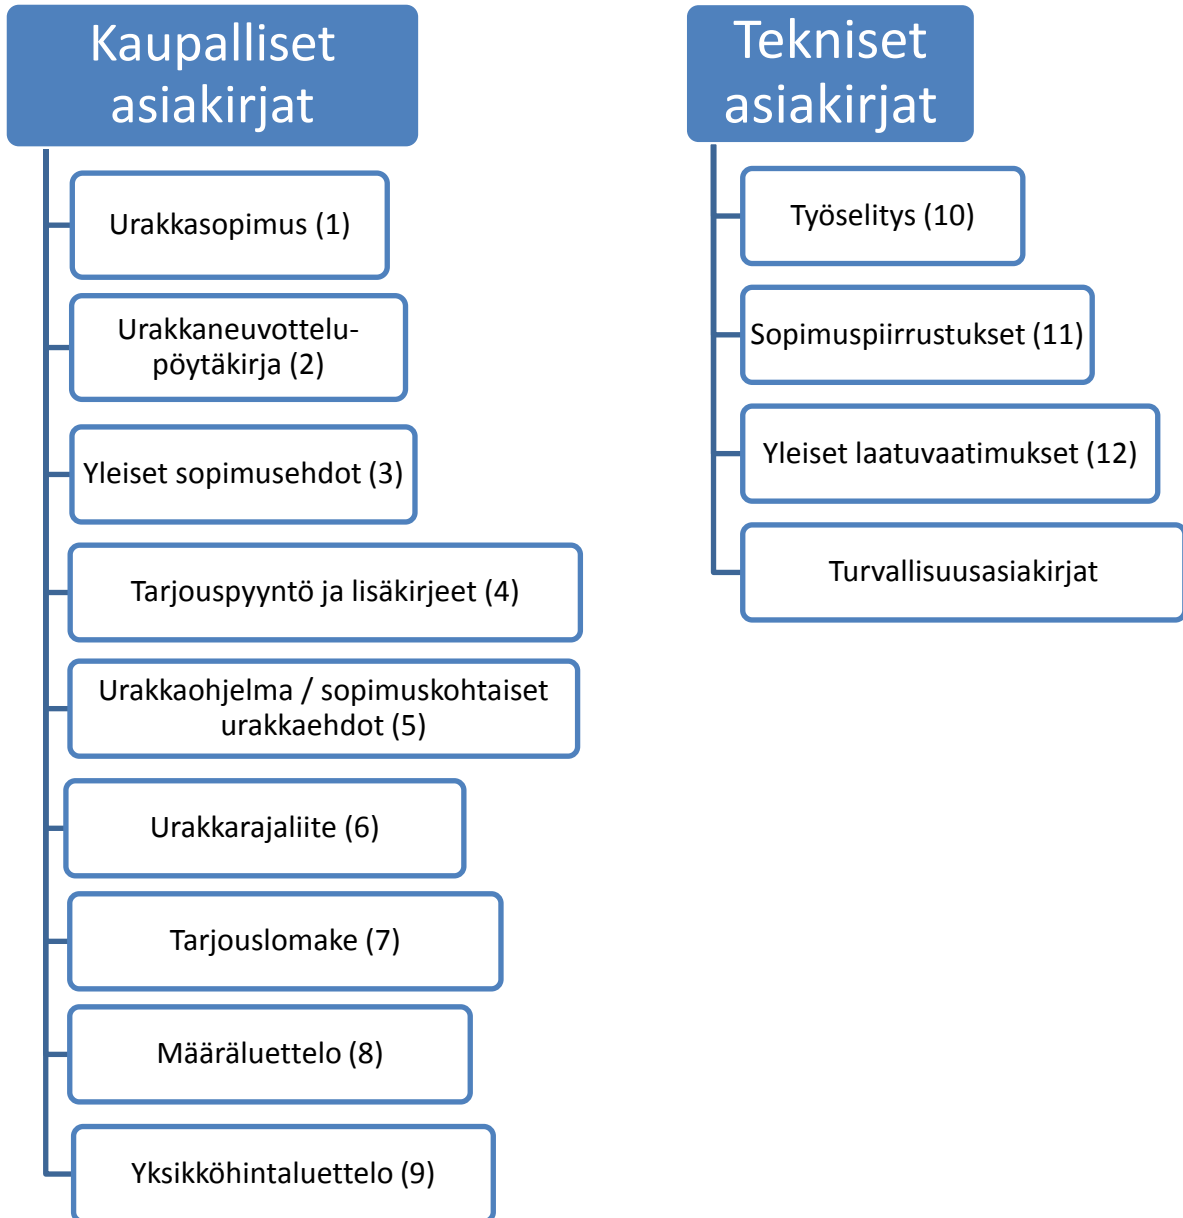 Kaupalliset
asiakirjat
Urakkasopimus (1)
Urakkaneuvottelu-
pöytäkirja (2)
Yleiset sopimusehdot (3)
Tarjouspyyntö ja lisäkirjeet (4)
Urakkaohjelma / sopimuskohtaiset
urakkaehdot (5)
Urakkarajaliite (6)
Tarjouslomake (7)
Määräluettelo (8)
Yksikköhintaluettelo (9)
Tekniset
asiakirjat
Työselitys (10)
Sopimuspiirrustukset (11)
Yleiset laatuvaatimukset (12)
Turvallisuusasiakirjat